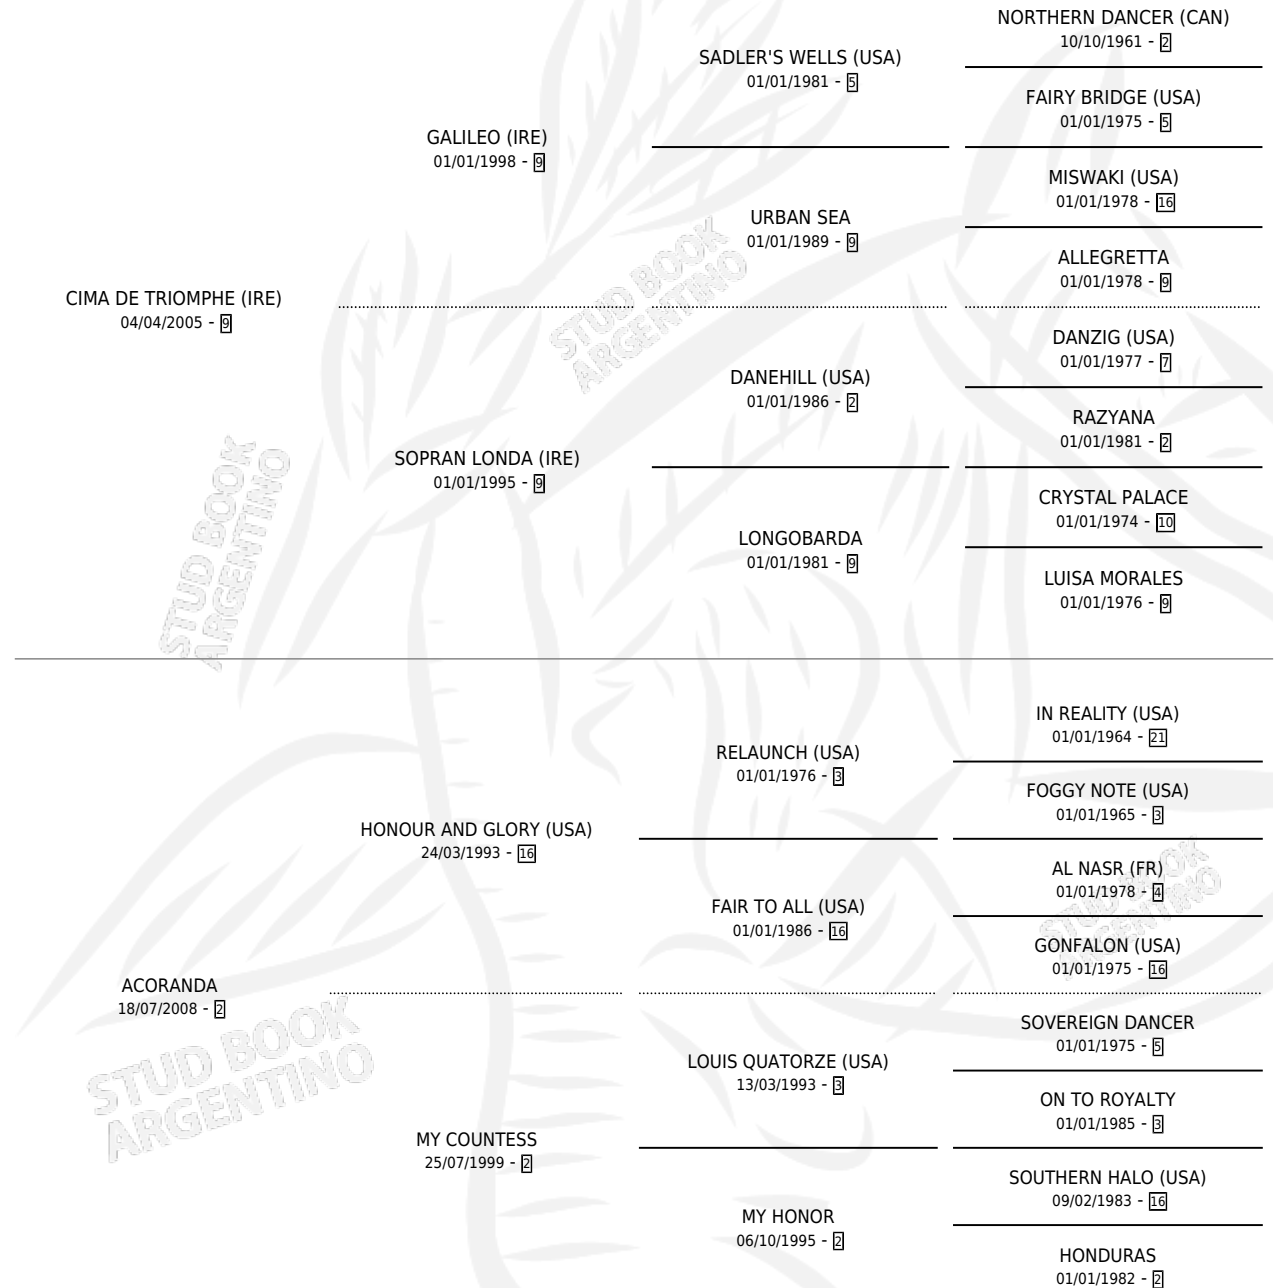 NORTHERN DANCER (CAN)
10/10/1961 - 2
SADLER'S WELLS (USA)
01/01/1981 - 5
FAIRY BRIDGE (USA)
01/01/1975 - 5
GALILEO (IRE)
01/01/1998 - 9
MISWAKI (USA)
01/01/1978 - 16
URBAN SEA
01/01/1989 - 9
ALLEGRETTA
01/01/1978 - 9
CIMA DE TRIOMPHE (IRE)
04/04/2005 - 9
DANZIG (USA)
01/01/1977 - 7
DANEHILL (USA)
01/01/1986 - 2
RAZYANA
01/01/1981 - 2
SOPRAN LONDA (IRE)
01/01/1995 - 9
CRYSTAL PALACE
01/01/1974 - 10
LONGOBARDA
01/01/1981 - 9
LUISA MORALES
01/01/1976 - 9
STUD BOOK
ARGENTINO
STUD BOOK
ARGENTINO
IN REALITY (USA)
01/01/1964 - 21
RELAUNCH (USA)
01/01/1976 - 3
FOGGY NOTE (USA)
01/01/1965 - 3
HONOUR AND GLORY (USA)
24/03/1993 - 16
AL NASR (FR)
01/01/1978 - 4
FAIR TO ALL (USA)
01/01/1986 - 16
GONFALON (USA)
01/01/1975 - 16
STUD BOOK
ARGENTINO
ACORANDA
18/07/2008 - 2
SOVEREIGN DANCER
01/01/1975 - 5
LOUIS QUATORZE (USA)
13/03/1993 - 3
ON TO ROYALTY
01/01/1985 - 3
MY COUNTESS
25/07/1999 - 2
SOUTHERN HALO (USA)
09/02/1983 - 16
MY HONOR
06/10/1995 - 2
HONDURAS
01/01/1982 - 2
STUD BOOK
ARGENTINO